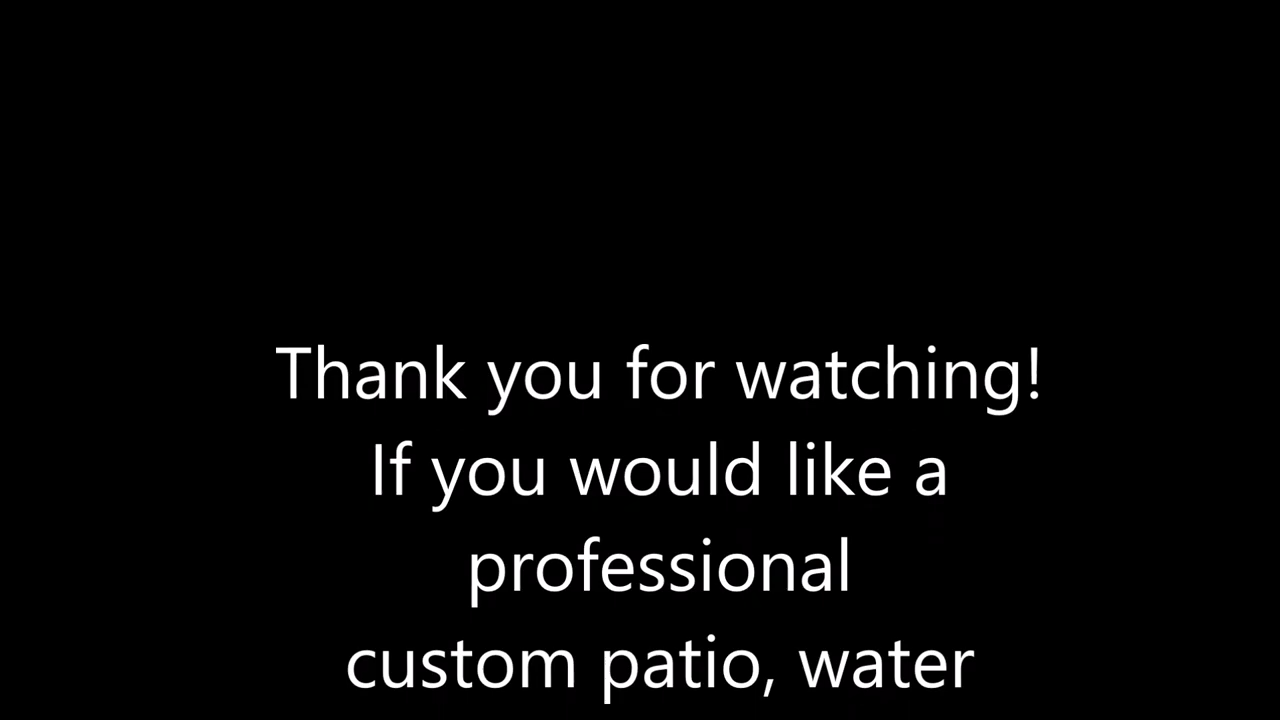 Thank you for watching!
If you would like a
professional
custom patio, water